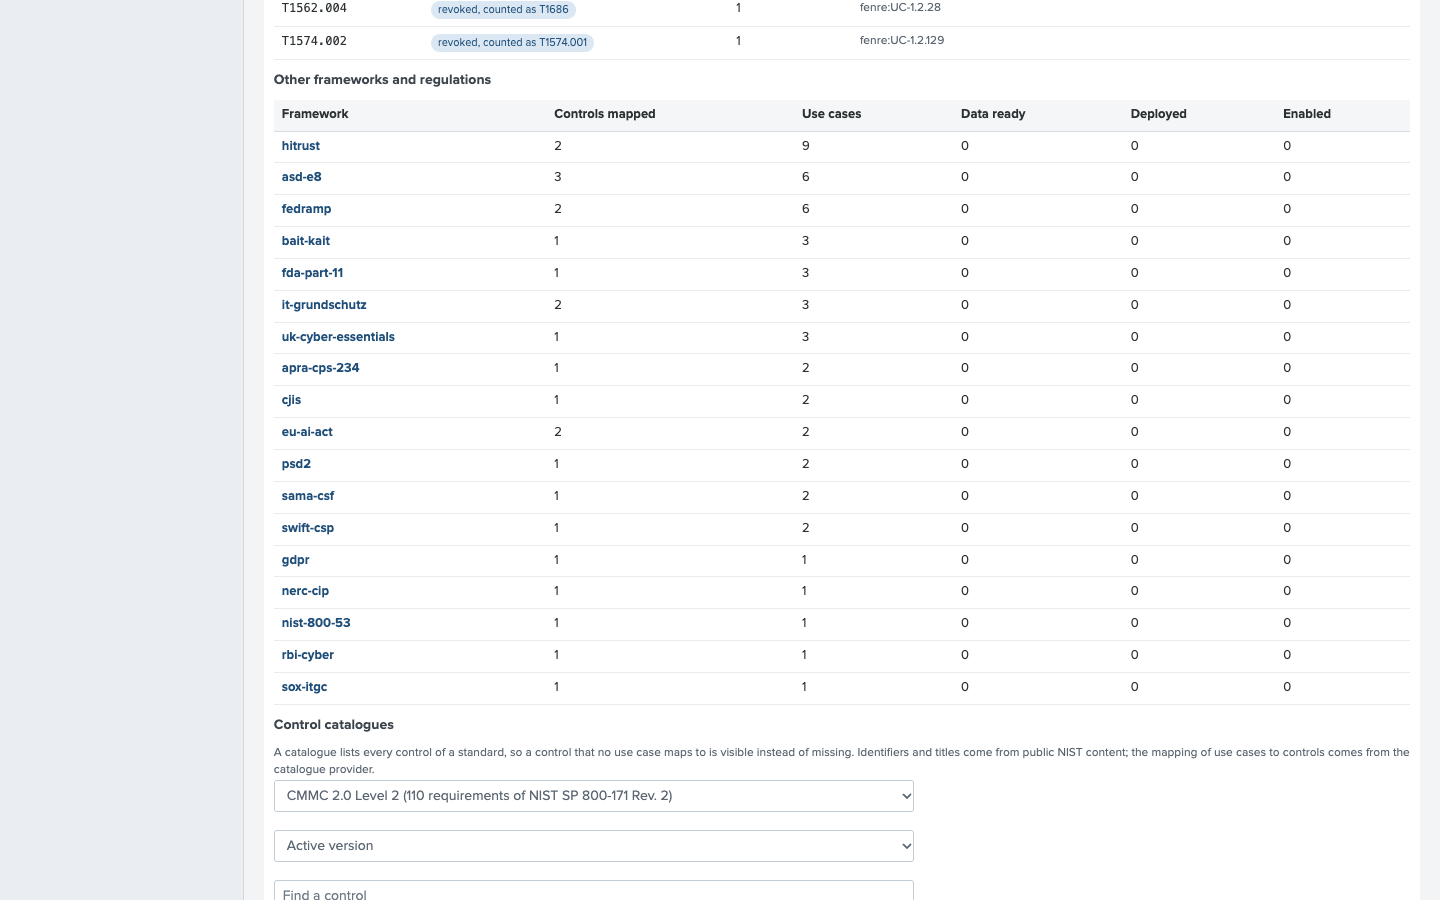 T1562.004 revoked, counted as T1686 1 fenre:UC-1.2.28
T1574.002 revoked, counted as T1574.001 1 fenre:UC-1.2.129
Other frameworks and regulations
Framework Controls mapped Use cases Data ready Deployed Enabled
hitrust 2 9 0 0 0
asd-e8 3 6 0 0 0
fedramp 2 6 0 0 0
bait-kait 1 3 0 0 0
fda-part-11 1 3 0 0 0
it-grundschutz 2 3 0 0 0
uk-cyber-essentials 1 3 0 0 0
apra-cps-234 1 2 0 0 0
cjis 1 2 0 0 0
eu-ai-act 2 2 0 0 0
psd2 1 2 0 0 0
sama-csf 1 2 0 0 0
swift-csp 1 2 0 0 0
gdpr 1 1 0 0 0
nerc-cip 1 1 0 0 0
nist-800-53 1 1 0 0 0
rbi-cyber 1 1 0 0 0
sox-itgc 1 1 0 0 0
Control catalogues
A catalogue lists every control of a standard, so a control that no use case maps to is visible instead of missing. Identifiers and titles come from public NIST content; the mapping of use cases to controls comes from the
catalogue provider.
CMMC 2.0 Level 2 (110 requirements of NIST SP 800-171 Rev. 2)
Active version
Find a control